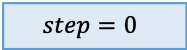 step = 0